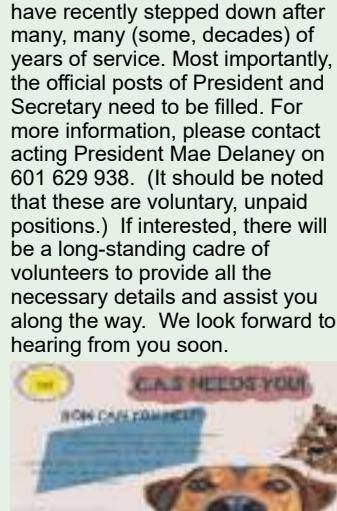 have recently stepped down after
many, many (some, decades) of
years of service. Most importantly,
the official posts of President and
Secretary need to be filled. For
more information, please contact
acting President Mae Delaney on
601 629 938.  (It should be noted
that these are voluntary, unpaid
positions.)  If interested, there will
be a long-standing cadre of
volunteers to provide all the
necessary details and assist you
along the way.  We look forward to
hearing from you soon.
C.A.S NEEDS YOU!
HOW CAN YOU HELP?